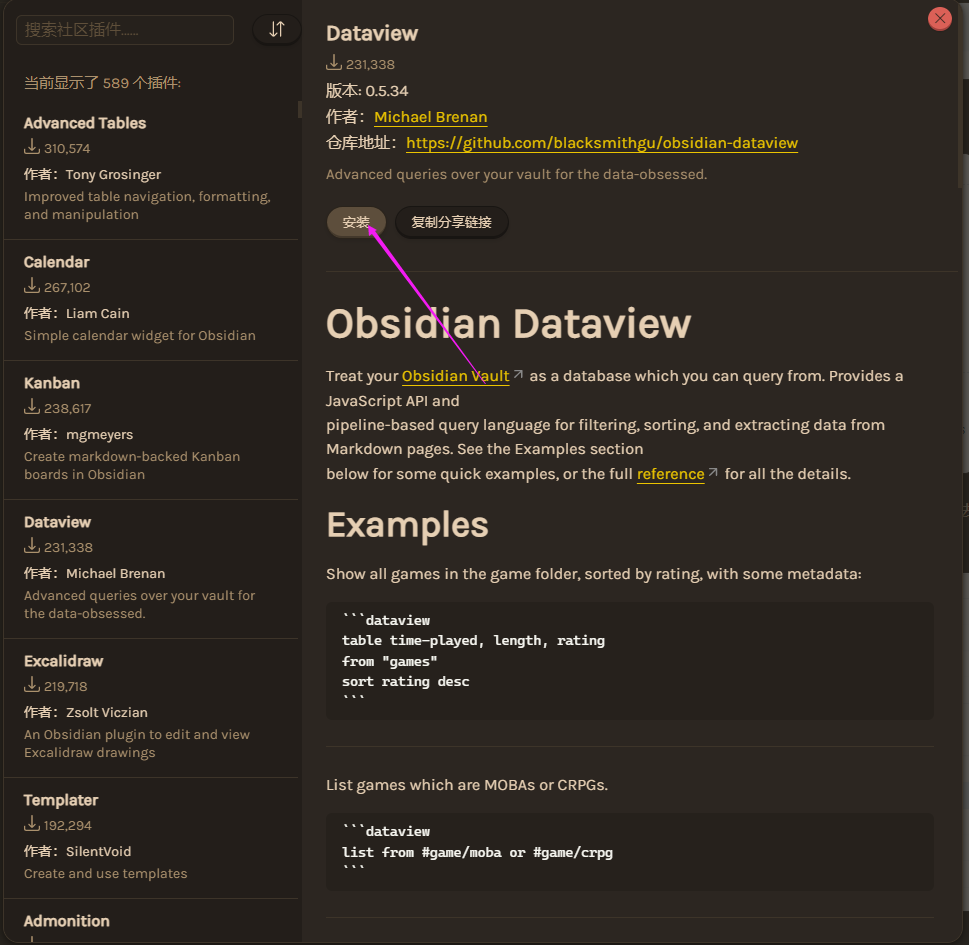 搜索社区插件......
当前显示了 589 个插件:
Advanced Tables
310,574
作者：Tony Grosinger
Improved table navigation, formatting,
and manipulation
Calendar
267,102
作者：Liam Cain
Simple calendar widget for Obsidian
Kanban
238,617
作者：mgmeyers
Create markdown-backed Kanban
boards in Obsidian
Dataview
231,338
作者：Michael Brenan
Advanced queries over your vault for
the data-obsessed.
Excalidraw
219,718
作者：Zsolt Viczian
An Obsidian plugin to edit and view
Excalidraw drawings
Templater
192,294
作者：SilentVoid
Create and use templates
Admonition
Dataview
231,338
版本: 0.5.34
作者：Michael Brenan
仓库地址：https://github.com/blacksmithgu/obsidian-dataview
Advanced queries over your vault for the data-obsessed.
安装 复制分享链接
Obsidian Dataview
Treat your Obsidian Vault as a database which you can query from. Provides a
JavaScript API and
pipeline-based query language for filtering, sorting, and extracting data from
Markdown pages. See the Examples section
below for some quick examples, or the full reference for all the details.
Examples
Show all games in the game folder, sorted by rating, with some metadata:
```dataview
table time-played, length, rating
from "games"
sort rating desc
```
List games which are MOBAs or CRPGs.
```dataview
list from #game/moba or #game/crpg
```